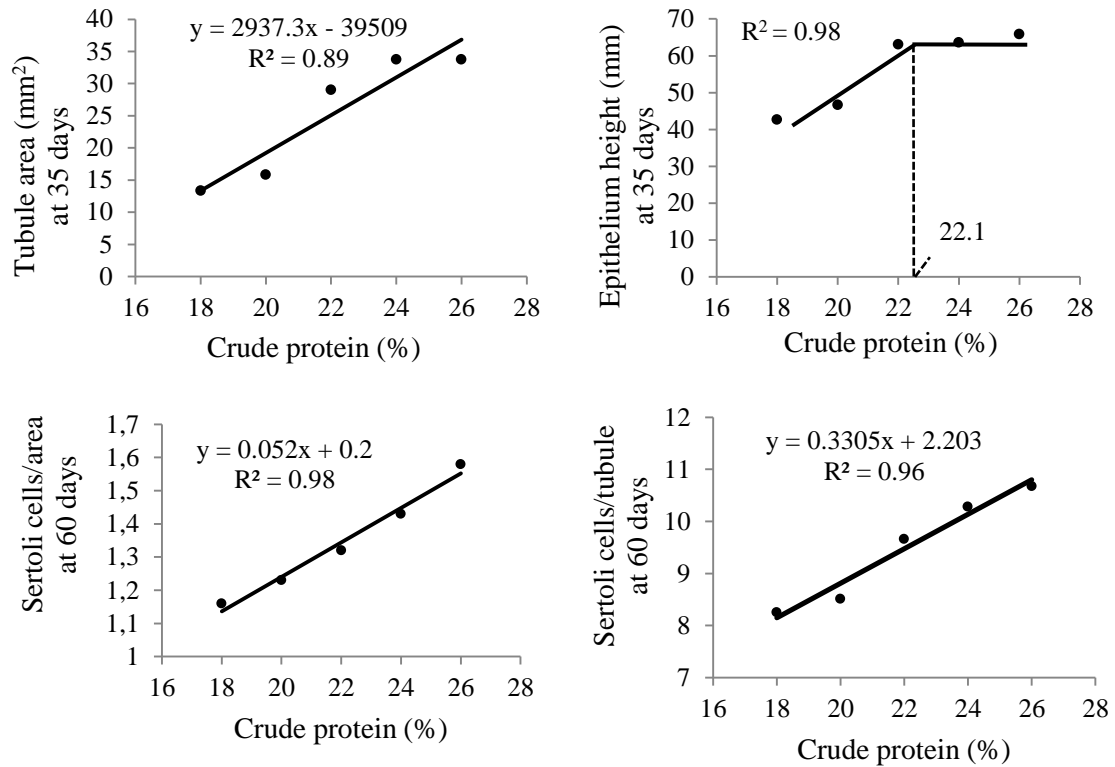 y = 2937.3x - 39509
R² = 0.89
40
35
30
25
20
15
10
5
0
16 18 20 22 24 26 28
Tubule area (mm²)
at 35 days
Crude protein (%)
R² = 0.98
70
60
50
40
30
20
10
0
22.1
16 18 20 22 24 26 28
Epithelium height (mm)
at 35 days
Crude protein (%)
y = 0.052x + 0.2
R² = 0.98
1,7
1,6
1,5
1,4
1,3
1,2
1,1
1
16 18 20 22 24 26 28
Sertoli cells/area
at 60 days
Crude protein (%)
y = 0.3305x + 2.203
R² = 0.96
12
11
10
9
8
7
16 18 20 22 24 26 28
Sertoli cells/tubule
at 60 days
Crude protein (%)